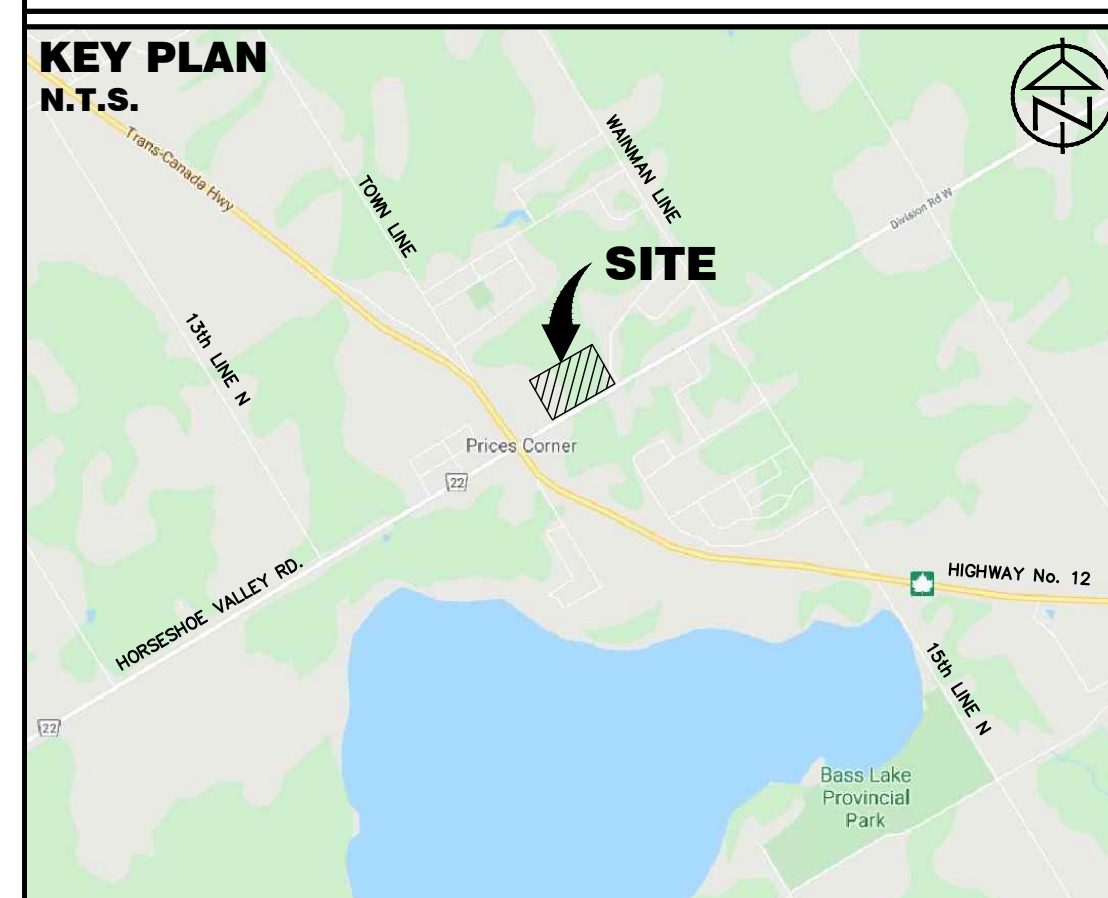 KEY PLAN
N.T.S.
N
Trans-Canada Hwy
TOWN LINE
WAINMAN LINE
Division Rd W
SITE
13th LINE N
Prices Corner
22
HORSESHOE VALLEY RD.
HIGHWAY No. 12
15th LINE N
22
Bass Lake
Provincial
Park